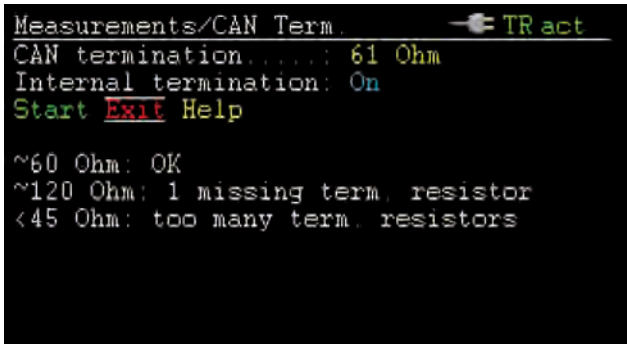 Measurements/CAN Term. TR act
CAN termination......: 61 Ohm
Internal termination: On
Start Exit Help
~60 Ohm: OK
~120 Ohm: 1 missing term. resistor
<45 Ohm: too many term. resistors